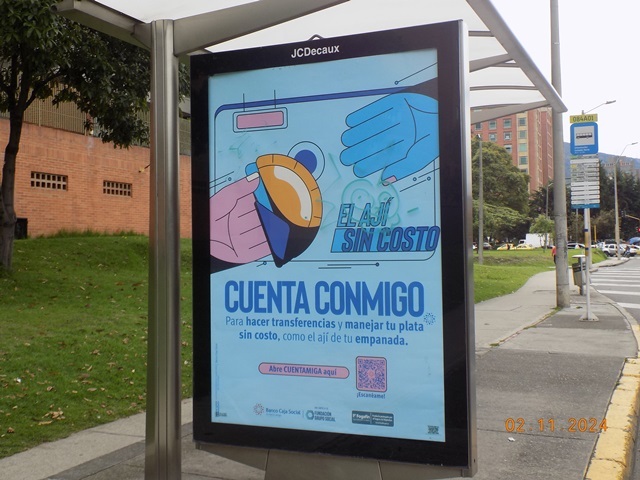 JCDecaux
EL AJÍ
SIN COSTO
CUENTA CONMIGO
Para hacer transferencias y manejar tu plata
sin costo, como el ají de tu empanada.
Abre CUENTAMIGA aquí
¡Escanéame!
Banco Caja Social
FUNDACIÓN
GRUPO SOCIAL
084A01
02.11.2024